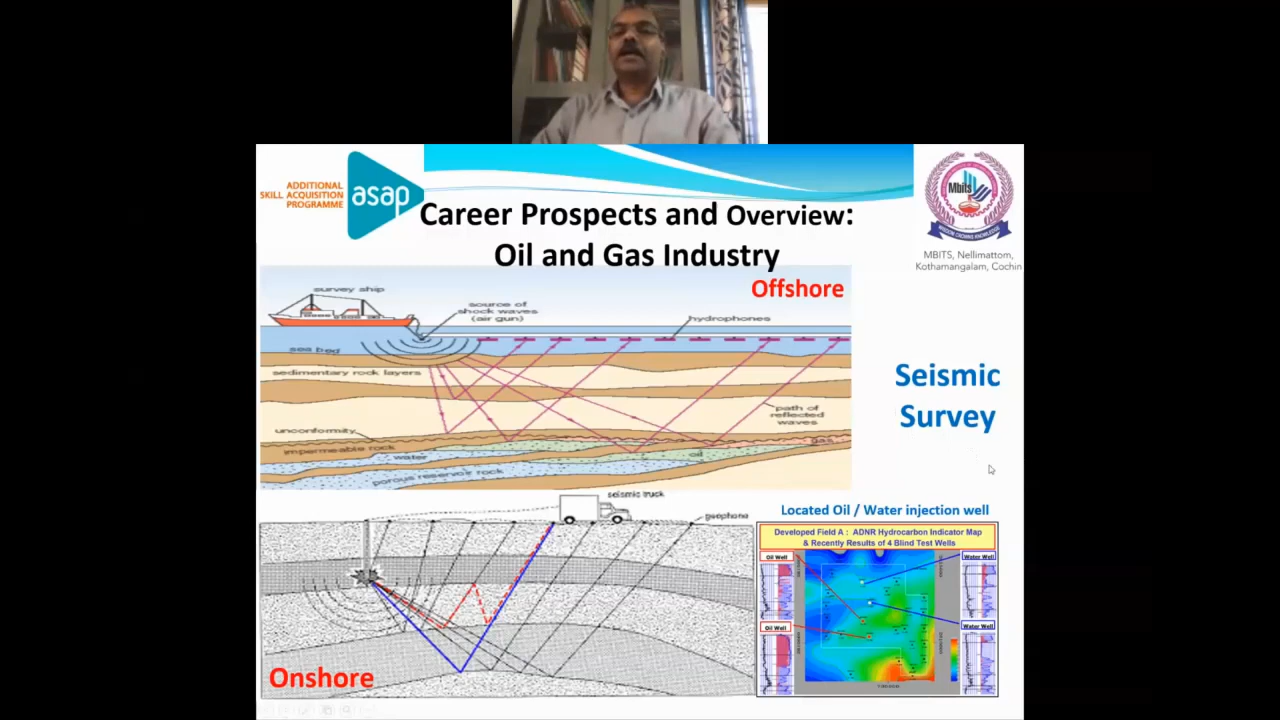 ADDITIONAL
SKILL ACQUISITION
PROGRAMME
asap
Mbits
WISDOM CROWNS KNOWLEDGE
MBITS, Nellimattom,
Kothamangalam, Cochin
Career Prospects and Overview:
Oil and Gas Industry
Offshore
survey ship
source of
shock waves
(air gun)
hydrophones
sea bed
sedimentary rock layers
path of
reflected
waves
unconformity
impermeable rock
gas
water
oil
porous reservoir rock
Seismic
Survey
seismic truck
geophone
Onshore
Located Oil / Water injection well
Developed Field A : ADNR Hydrocarbon Indicator Map
& Recently Results of 4 Blind Test Wells
Oil Well
Water Well
Oil Well
Water Well